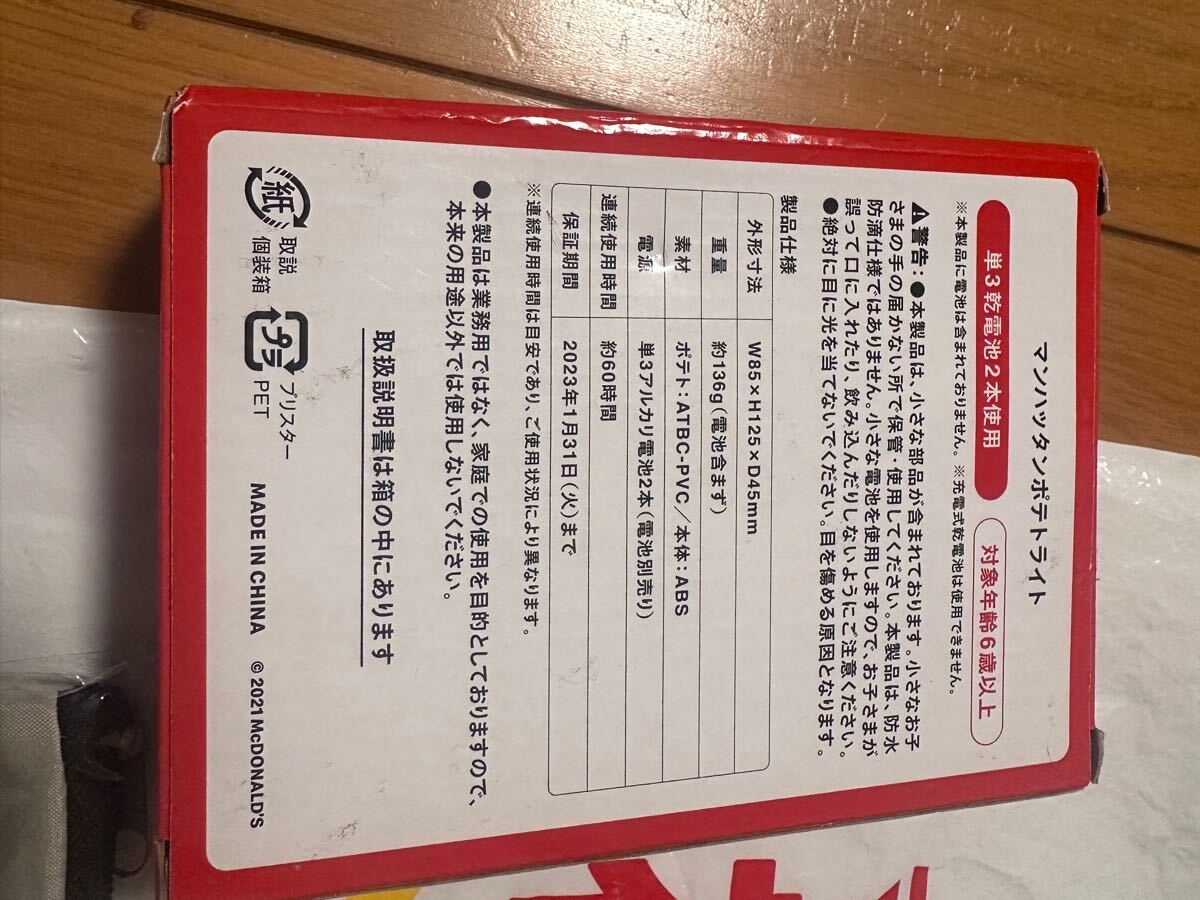 マンハッタンポテトライト
単3乾電池2本使用 対象年齢6歳以上
※本製品に電池は含まれておりません。※充電式乾電池は使用できません。
⚠警告:●本製品は、小さな部品が含まれております。小さなお子
さまの手の届かない所で保管・使用してください。本製品は、防水
防滴仕様ではありません。小さな電池を使用しますので、お子さまが
誤って口に入れたり、飲み込んだりしないようにご注意ください。
●絶対に目に光を当てないでください。目を傷める原因となります。
製品仕様
外形寸法 W85×H125×D45mm
重量 約136g(電池含まず)
素材 ポテト:ATBC-PVC/本体:ABS
電源 単3アルカリ電池2本(電池別売り)
連続使用時間 約60時間
保証期間 2023年1月31日(火)まで
※連続使用時間は目安であり、ご使用状況により異なります。
●本製品は業務用ではなく、家庭での使用を目的としておりますので、
本来の用途以外では使用しないでください。
取扱説明書は箱の中にあります
紙 取説 個装箱 プラ ブリスター PET MADE IN CHINA © 2021 McDONALD'S